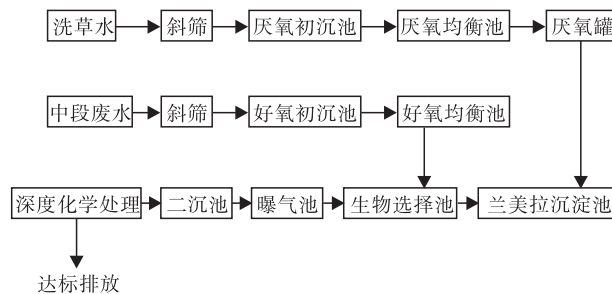 洗草水 斜筛 厌氧初沉池 厌氧均衡池 厌氧罐
中段废水 斜筛 好氧初沉池 好氧均衡池
深度化学处理 二沉池 曝气池 生物选择池 兰美拉沉淀池
达标排放